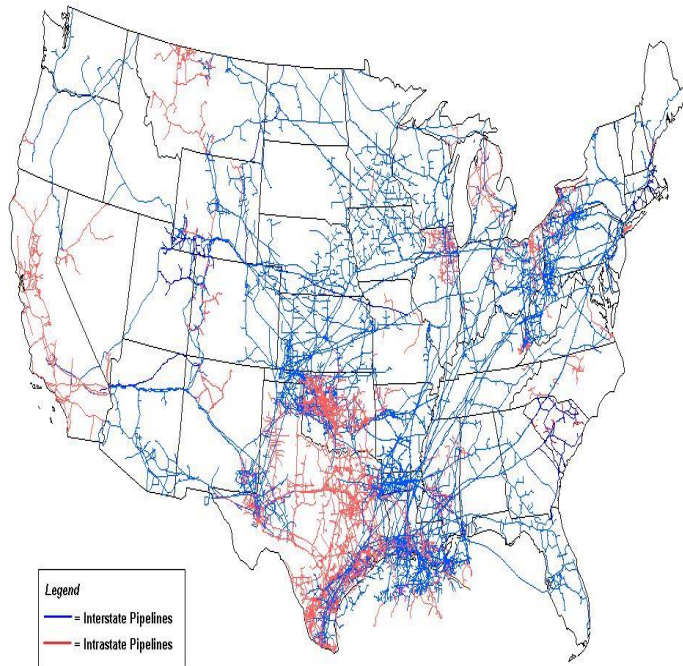 Legend
= Interstate Pipelines
= Intrastate Pipelines